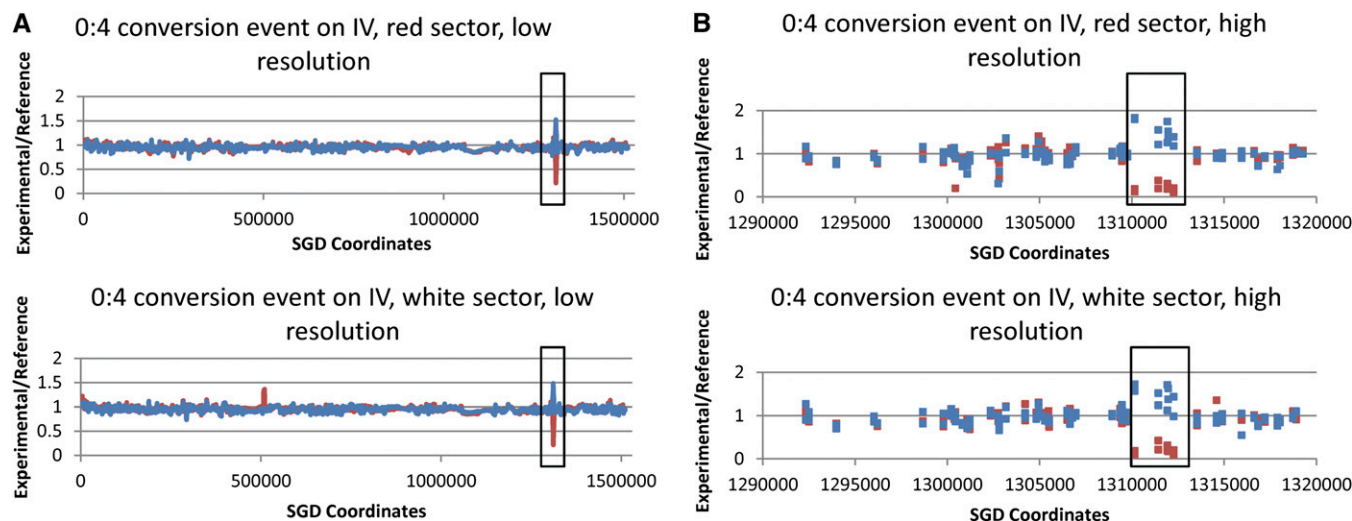 A
0:4 conversion event on IV, red sector, low
resolution
Experimental/Reference
2
1.5
1
0.5
0
0
500000
1000000
1500000
SGD Coordinates
0:4 conversion event on IV, white sector, low
resolution
Experimental/Reference
2
1.5
1
0.5
0
0
500000
1000000
1500000
SGD Coordinates
B
0:4 conversion event on IV, red sector, high
resolution
Experimental/Reference
2
1
0
1290000
1295000
1300000
1305000
1310000
1315000
1320000
SGD Coordinates
0:4 conversion event on IV, white sector, high
resolution
Experimental/Reference
2
1
0
1290000
1295000
1300000
1305000
1310000
1315000
1320000
SGD Coordinates